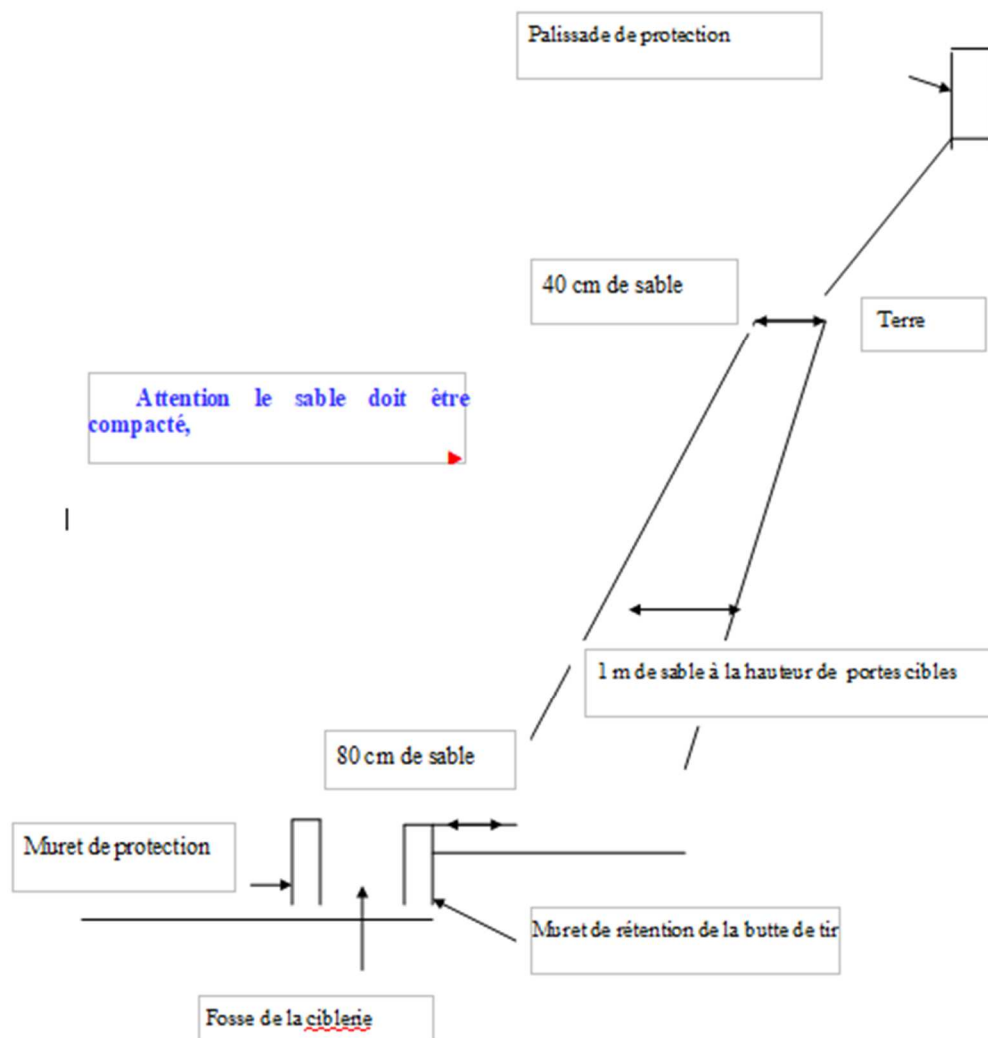 Palissade de protection
40 cm de sable
Terre
Attention le sable doit être
compacté,
1 m de sable à la hauteur de portes cibles
80 cm de sable
Muret de protection
Muret de rétention de la butte de tir
Fosse de la ciblerie